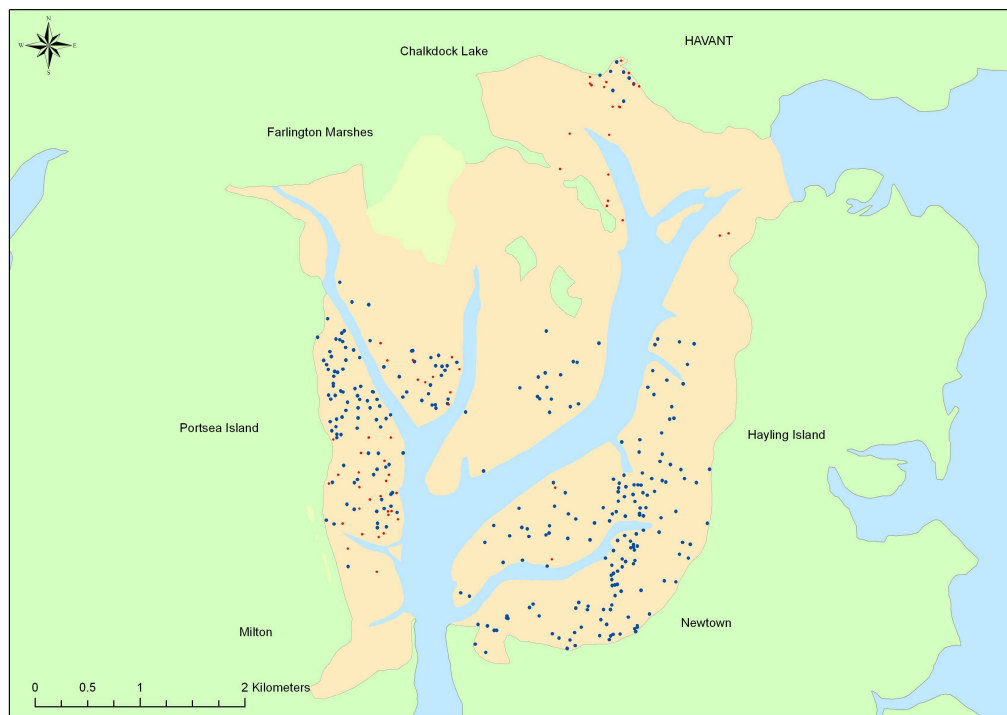 N
W E
S
Chalkdock Lake
HAVANT
Farlington Marshes
Portsea Island
Hayling Island
Milton
Newtown
0 0.5 1 2 Kilometers